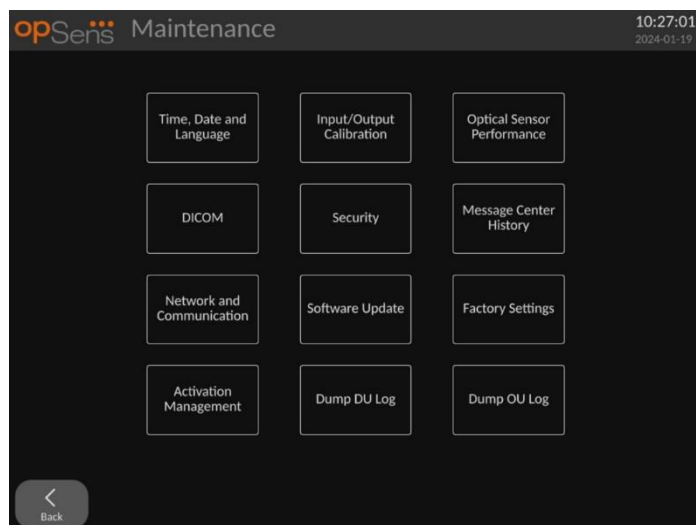 opSens Maintenance 10:27:01
2024-01-19
Time, Date and
Language
Input/Output
Calibration
Optical Sensor
Performance
DICOM
Security
Message Center
History
Network and
Communication
Software Update
Factory Settings
Activation
Management
Dump DU Log
Dump OU Log
Back